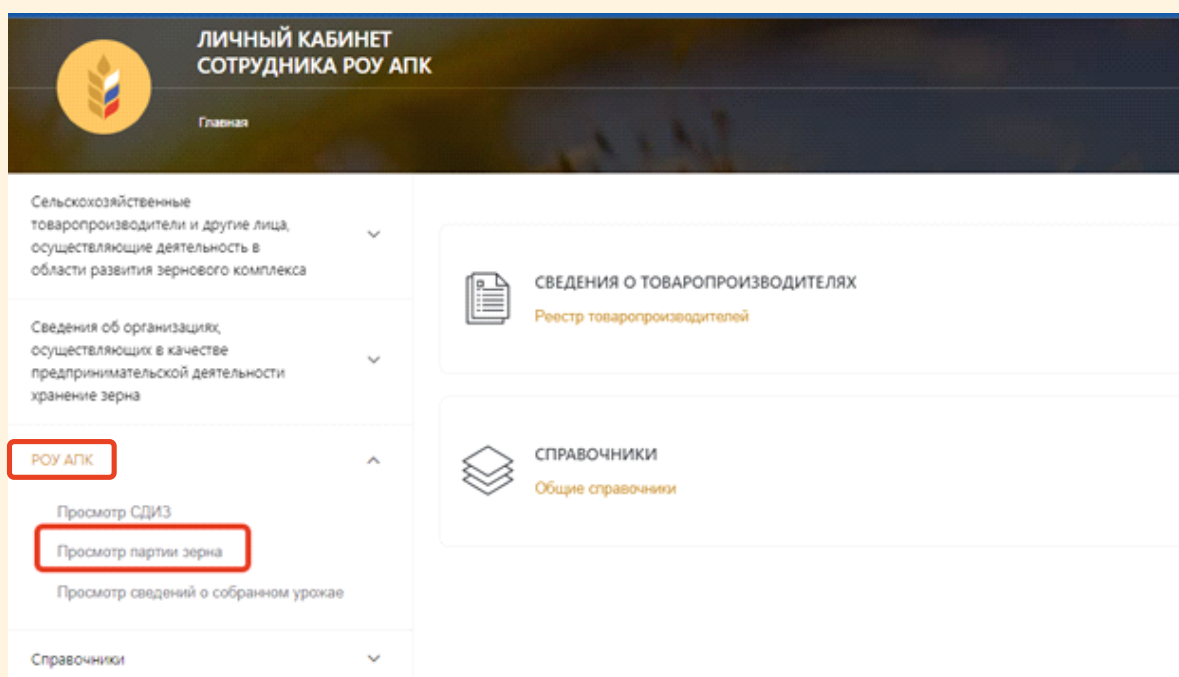 ЛИЧНЫЙ КАБИНЕТ
СОТРУДНИКА РОУ АПК
Главная
Сельскохозяйственные
товаропроизводители и другие лица,
осуществляющие деятельность в
области развития зернового комплекса
Сведения об организациях,
осуществляющих в качестве
предпринимательской деятельности
хранение зерна
РОУ АПК
Просмотр СДИЗ
Просмотр партии зерна
Просмотр сведений о собранном урожае
Справочники
СВЕДЕНИЯ О ТОВАРОПРОИЗВОДИТЕЛЯХ
Реестр товаропроизводителей
СПРАВОЧНИКИ
Общие справочники